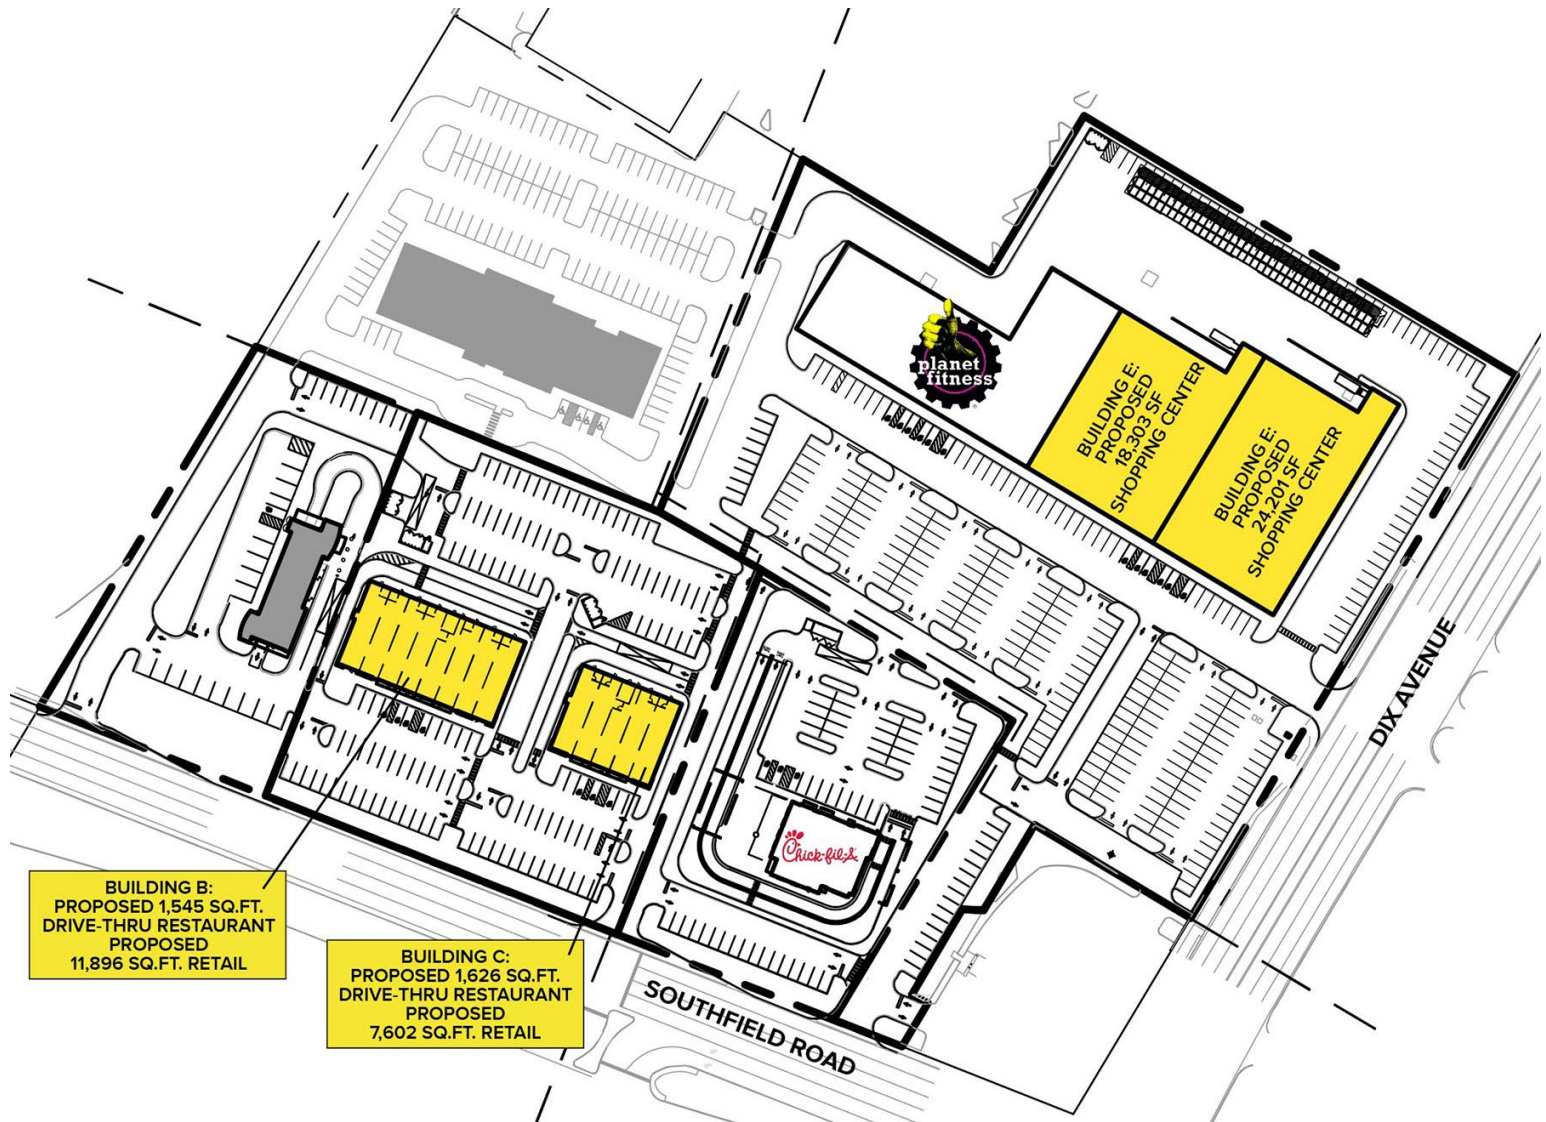 planet
fitness
BUILDING E:
PROPOSED
18,303 SF
SHOPPING CENTER
BUILDING E:
PROPOSED
24,201 SF
SHOPPING CENTER
DIX AVENUE
Chick-fil-A
BUILDING B:
PROPOSED 1,545 SQ.FT.
DRIVE-THRU RESTAURANT
PROPOSED
11,896 SQ.FT. RETAIL
BUILDING C:
PROPOSED 1,626 SQ.FT.
DRIVE-THRU RESTAURANT
PROPOSED
7,602 SQ.FT. RETAIL
SOUTHFIELD ROAD